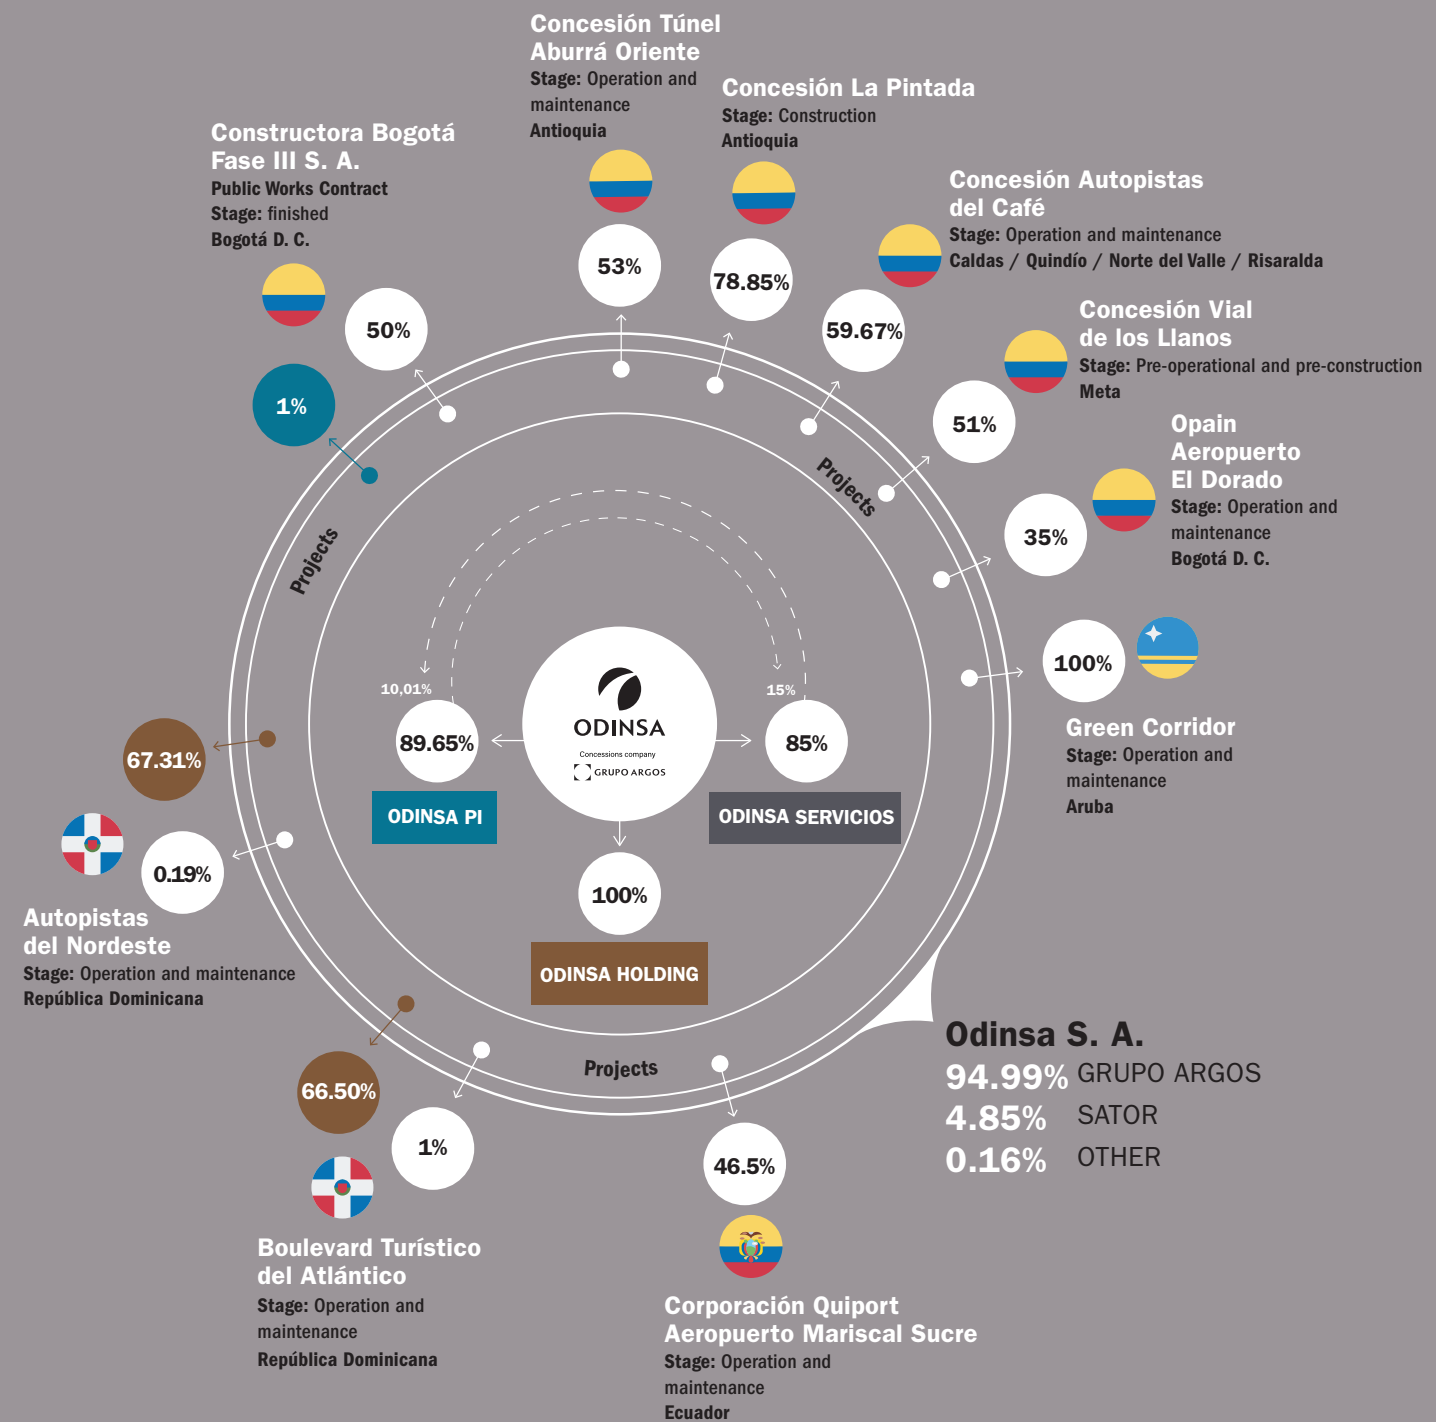 Concesión Túnel
Aburrá Oriente
Stage: Operation and
maintenance
Antioquia
53%
Concesión La Pintada
Stage: Construction
Antioquia
78.85%
Constructora Bogotá
Fase III S. A.
Public Works Contract
Stage: finished
Bogotá D. C.
50%
1%
Concesión Autopistas
del Café
Stage: Operation and maintenance
Caldas / Quindío / Norte del Valle / Risaralda
59.67%
Concesión Vial
de los Llanos
Stage: Pre-operational and pre-construction
Meta
51%
Opain
Aeropuerto
El Dorado
Stage: Operation and
maintenance
Bogotá D. C.
35%
100%
Green Corridor
Stage: Operation and
maintenance
Aruba
Projects
Projects
10,01%
15%
89.65%
ODINSA
Concessions company
GRUPO ARGOS
85%
ODINSA PI
ODINSA SERVICIOS
100%
ODINSA HOLDING
67.31%
0.19%
Autopistas
del Nordeste
Stage: Operation and maintenance
República Dominicana
Projects
66.50%
1%
Boulevard Turístico
del Atlántico
Stage: Operation and
maintenance
República Dominicana
46.5%
Corporación Quiport
Aeropuerto Mariscal Sucre
Stage: Operation and
maintenance
Ecuador
Odinsa S. A.
94.99% GRUPO ARGOS
4.85% SATOR
0.16% OTHER